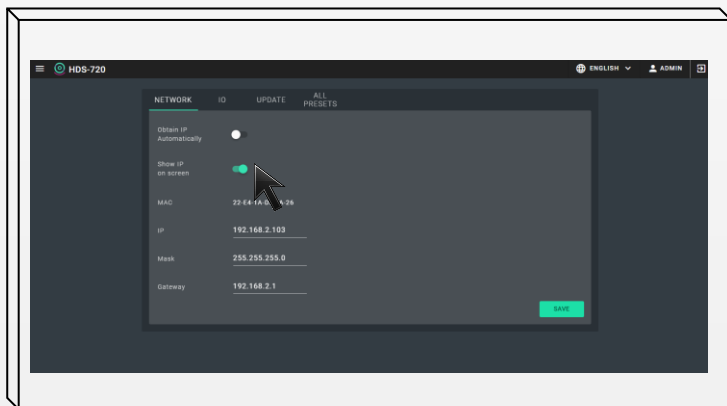 HDS-720
ENGLISH
ADMIN
NETWORK
IO
UPDATE
ALL
PRESETS
Obtain IP
Automatically
Show IP
on screen
MAC
IP
192.168.2.103
Mask
255.255.255.0
Gateway
192.168.2.1
SAVE